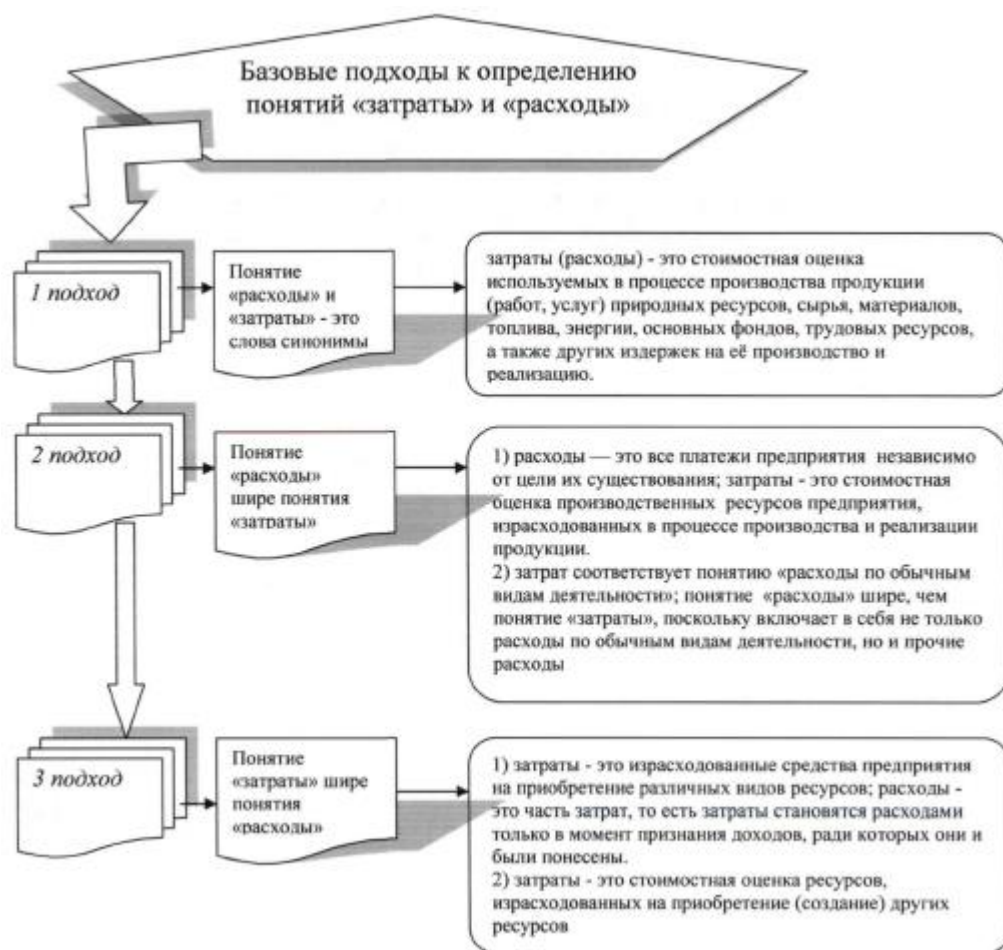 Базовые подходы к определению
понятий «затраты» и «расходы»
1 подход
Понятие
«расходы» и
«затраты» - это
слова синонимы
затраты (расходы) - это стоимостная оценка
используемых в процессе производства продукции
(работ, услуг) природных ресурсов, сырья, материалов,
топлива, энергии, основных фондов, трудовых ресурсов,
а также других издержек на её производство и
реализацию.
2 подход
Понятие
«расходы»
шире понятия
«затраты»
1) расходы — это все платежи предприятия независимо
от цели их существования; затраты - это стоимостная
оценка производственных ресурсов предприятия,
израсходованных в процессе производства и реализации
продукции.
2) затрат соответствует понятию «расходы по обычным
видам деятельности»; понятие «расходы» шире, чем
понятие «затраты», поскольку включает в себя не только
расходы по обычным видам деятельности, но и прочие
расходы
3 подход
Понятие
«затраты» шире
понятия
«расходы»
1) затраты - это израсходованные средства предприятия
на приобретение различных видов ресурсов; расходы -
это часть затрат, то есть затраты становятся расходами
только в момент признания доходов, ради которых они и
были понесены.
2) затраты - это стоимостная оценка ресурсов,
израсходованных на приобретение (создание) других
ресурсов